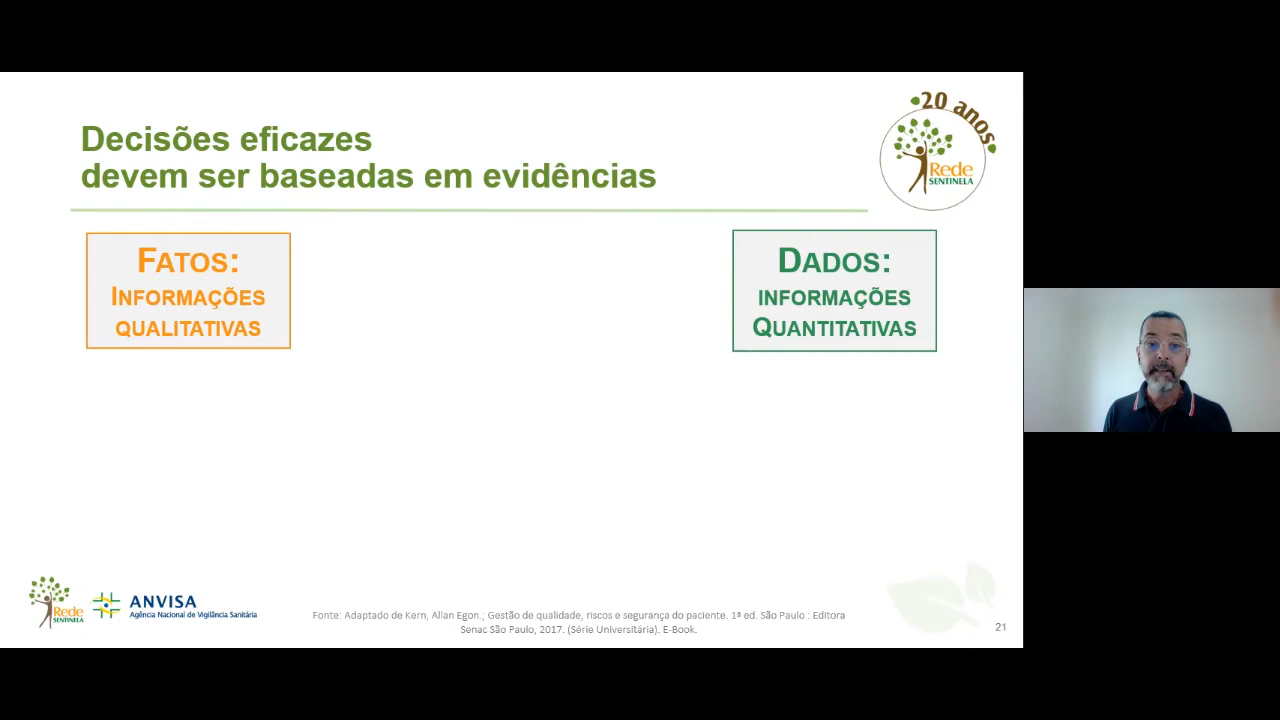 Decisões eficazes
devem ser baseadas em evidências
20 anos
Rede
SENTINELA
FATOS:
INFORMAÇÕES
QUALITATIVAS
DADOS:
INFORMAÇÕES
QUANTITATIVAS
Rede
SENTINELA
ANVISA
Agência Nacional de Vigilância Sanitária
Fonte: Adaptado de Kern, Allan Egon.; Gestão de qualidade, riscos e segurança do paciente. 1ª ed. São Paulo : Editora
Senac São Paulo, 2017. (Série Universitária). E-Book.
21